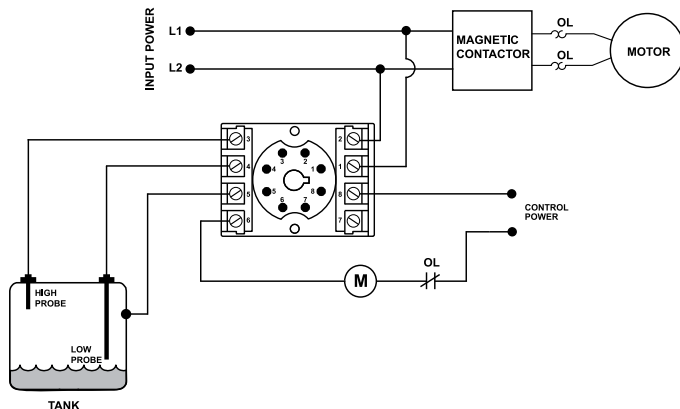 INPUT POWER
L1
L2
MAGNETIC
CONTACTOR
OL
OL
MOTOR
3
4
5
6
2
1
8
7
3
2
4
1
5
8
6
7
CONTROL
POWER
M
OL
HIGH
PROBE
LOW
PROBE
TANK